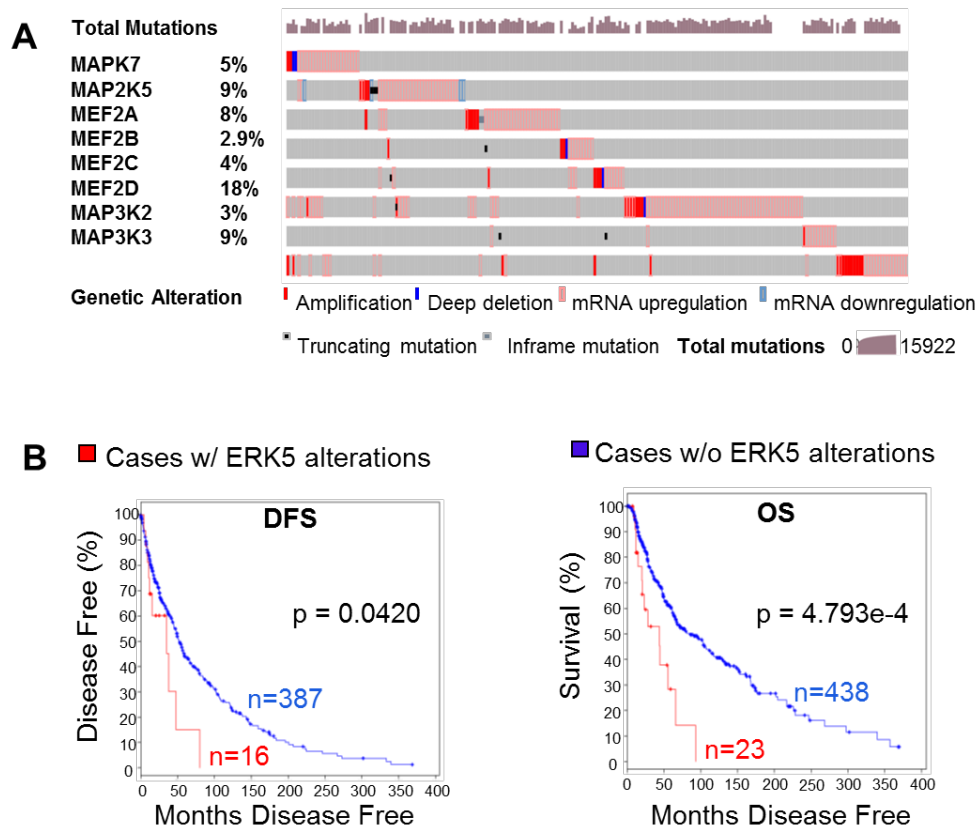 A
Total Mutations
MAPK7 5%
MAP2K5 9%
MEF2A 8%
MEF2B 2.9%
MEF2C 4%
MEF2D 18%
MAP3K2 3%
MAP3K3 9%
Genetic Alteration
Amplification
Deep deletion
mRNA upregulation
mRNA downregulation
Truncating mutation
Inframe mutation
Total mutations 0 15922
B
Cases w/ ERK5 alterations
Cases w/o ERK5 alterations
DFS
p = 0.0420
n=387
n=16
Disease Free (%)
100
90
80
70
60
50
40
30
20
10
0
0 50 100 150 200 250 300 350 400
Months Disease Free
OS
p = 4.793e-4
n=438
n=23
Survival (%)
100
90
80
70
60
50
40
30
20
10
0
0 50 100 150 200 250 300 350 400
Months Disease Free